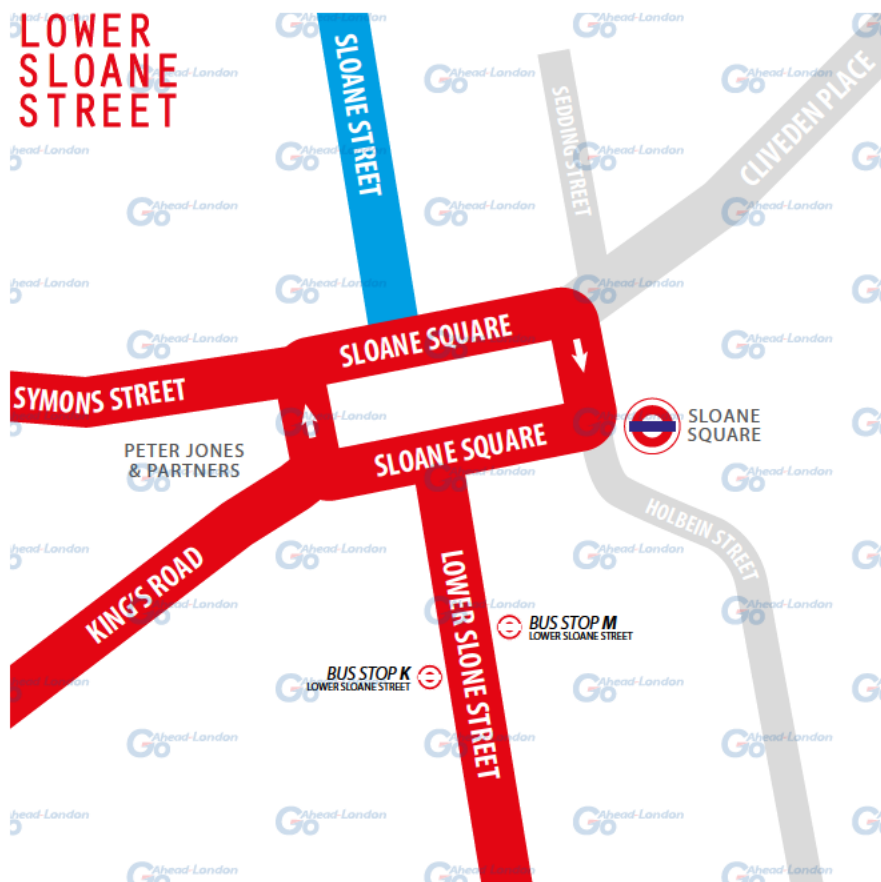 LOWER
SLOANE
STREET
SLOANE STREET
SEDDING STREET
CLIVEDEN PLACE
SLOANE SQUARE
SYMONS STREET
PETER JONES
& PARTNERS
SLOANE SQUARE
SLOANE
SQUARE
HOLBEIN STREET
KING'S ROAD
LOWER SLONE STREET
BUS STOP M
LOWER SLOANE STREET
BUS STOP K
LOWER SLOANE STREET
Go Ahead-London